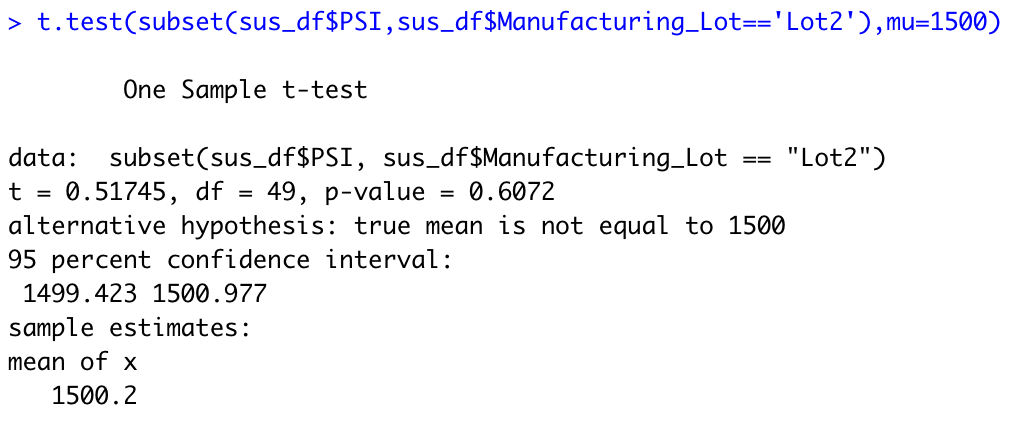 > t.test(subset(sus_df$PSI,sus_df$Manufacturing_Lot=='Lot2'),mu=1500)
One Sample t-test
data:  subset(sus_df$PSI, sus_df$Manufacturing_Lot == "Lot2")
t = 0.51745, df = 49, p-value = 0.6072
alternative hypothesis: true mean is not equal to 1500
95 percent confidence interval:
1499.423 1500.977
sample estimates:
mean of x
1500.2